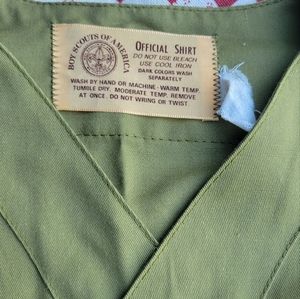 BOY SCOUTS OF AMERICA
OFFICIAL SHIRT
DO NOT USE BLEACH
USE COOL IRON
DARK COLORS WASH
SEPARATELY
WASH BY HAND OR MACHINE-WARM TEMP.
TUMBLE DRY. MODERATE TEMP. REMOVE
AT ONCE. DO NOT WRING OR TWIST